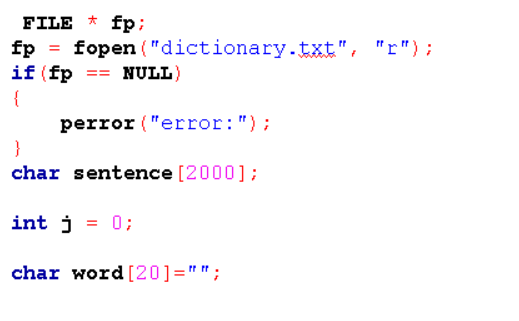 FILE * fp;
fp = fopen("dictionary.txt", "r");
if(fp == NULL)
{
    perror("error:");
}
char sentence[2000];
int j = 0;
char word[20]="";